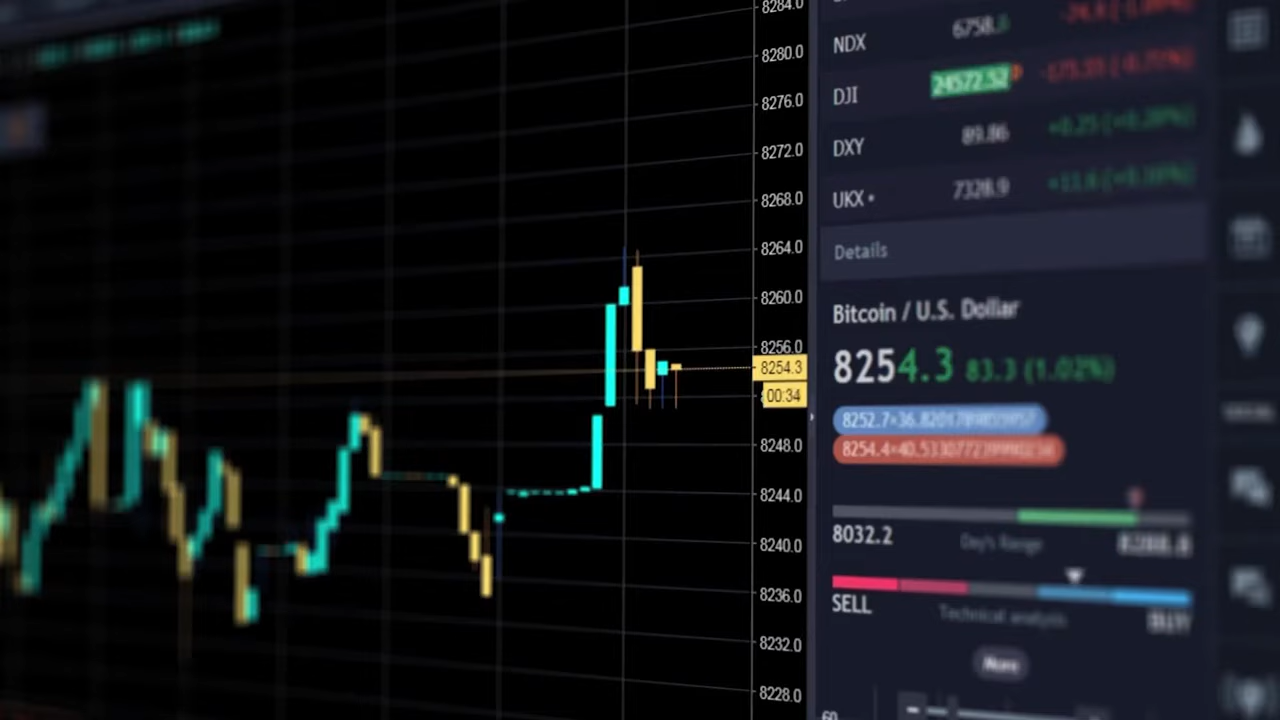 8284.0
8280.0
8276.0
8272.0
8268.0
8264.0
8260.0
8256.0
8254.3
00:34
8248.0
8244.0
8240.0
8236.0
8232.0
8228.0
NDX 6758.
DJI 24572.52
DXY 89.86
UKX 7328.9
Details
Bitcoin / U.S. Dollar
8254.3 83.3 (1.02%)
8032.2 Day's Range
SELL Technical analysis BUY
More
60